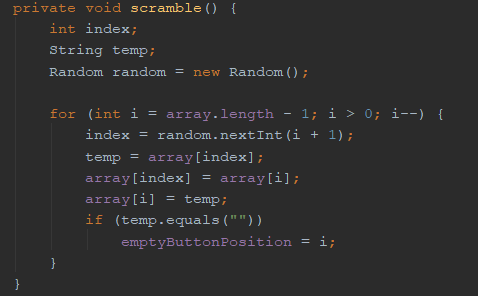 private void scramble() {
    int index;
    String temp;
    Random random = new Random();

    for (int i = array.length - 1; i > 0; i--) {
        index = random.nextInt(i + 1);
        temp = array[index];
        array[index] = array[i];
        array[i] = temp;
        if (temp.equals(""))
            emptyButtonPosition = i;
    }
}